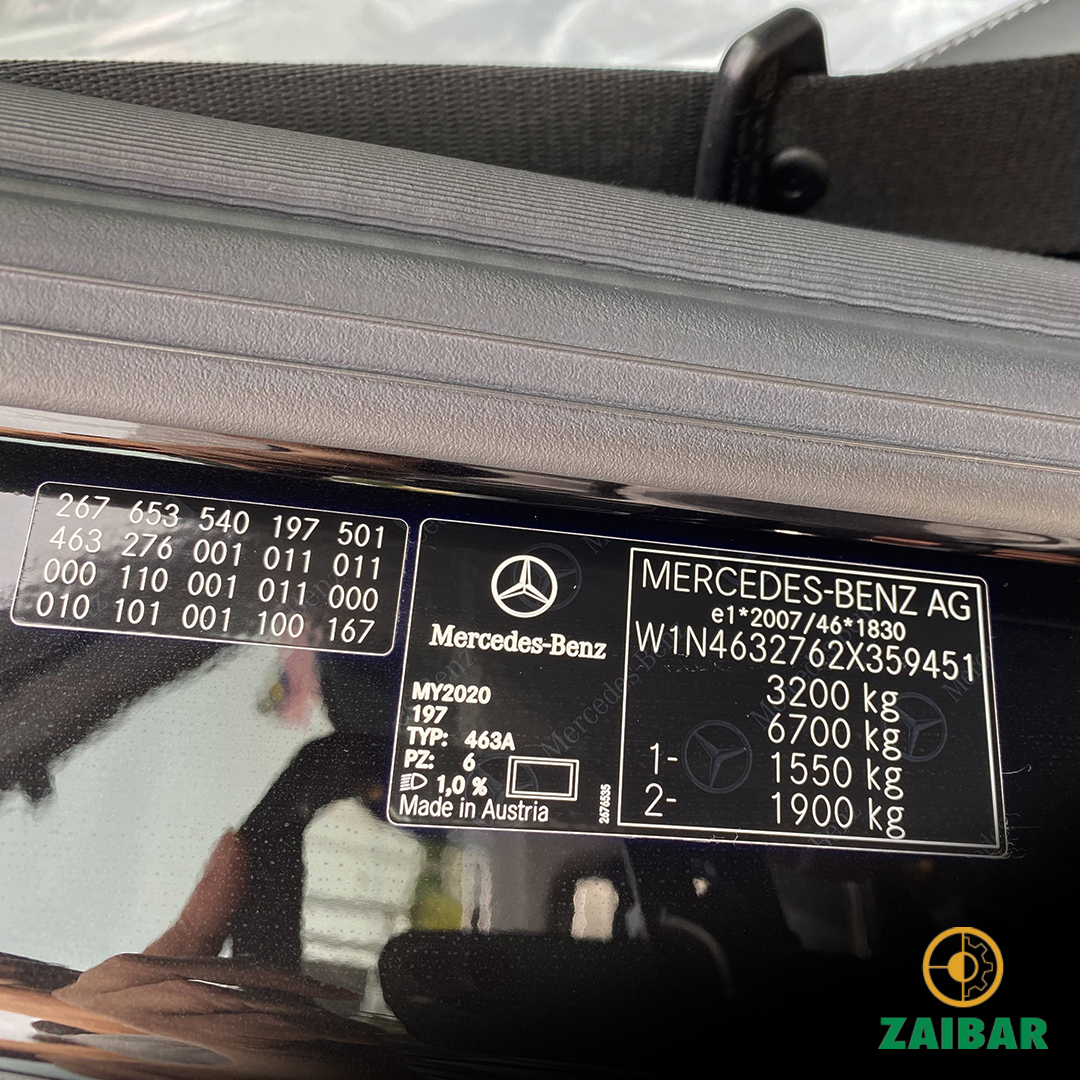 267 653 540 197 501
463 276 001 011 011
000 110 001 011 000
010 101 001 100 167
Mercedes-Benz
MY2020
197
TYP: 463A
PZ: 6
1,0 %
Made in Austria
2676535
MERCEDES-BENZ AG
e1*2007/46*1830
W1N4632762X359451
3200 kg
6700 kg
1- 1550 kg
2- 1900 kg
ZAIBAR